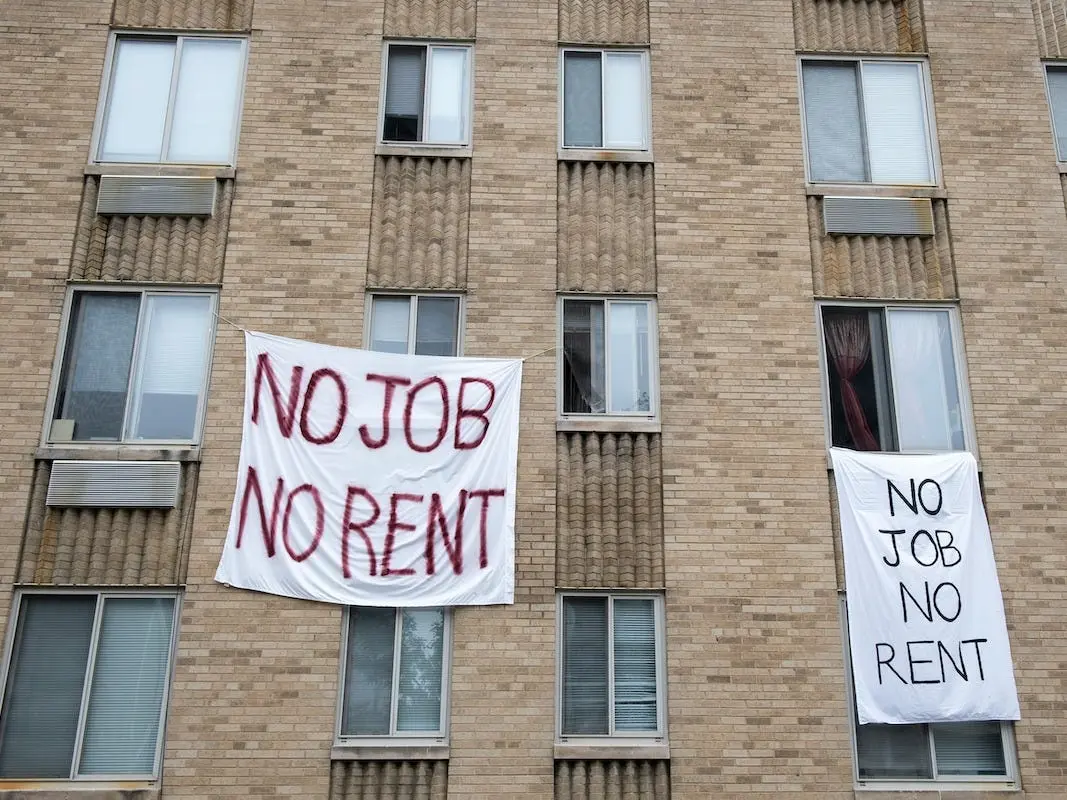 NO JOB
NO RENT
NO
JOB
NO
RENT